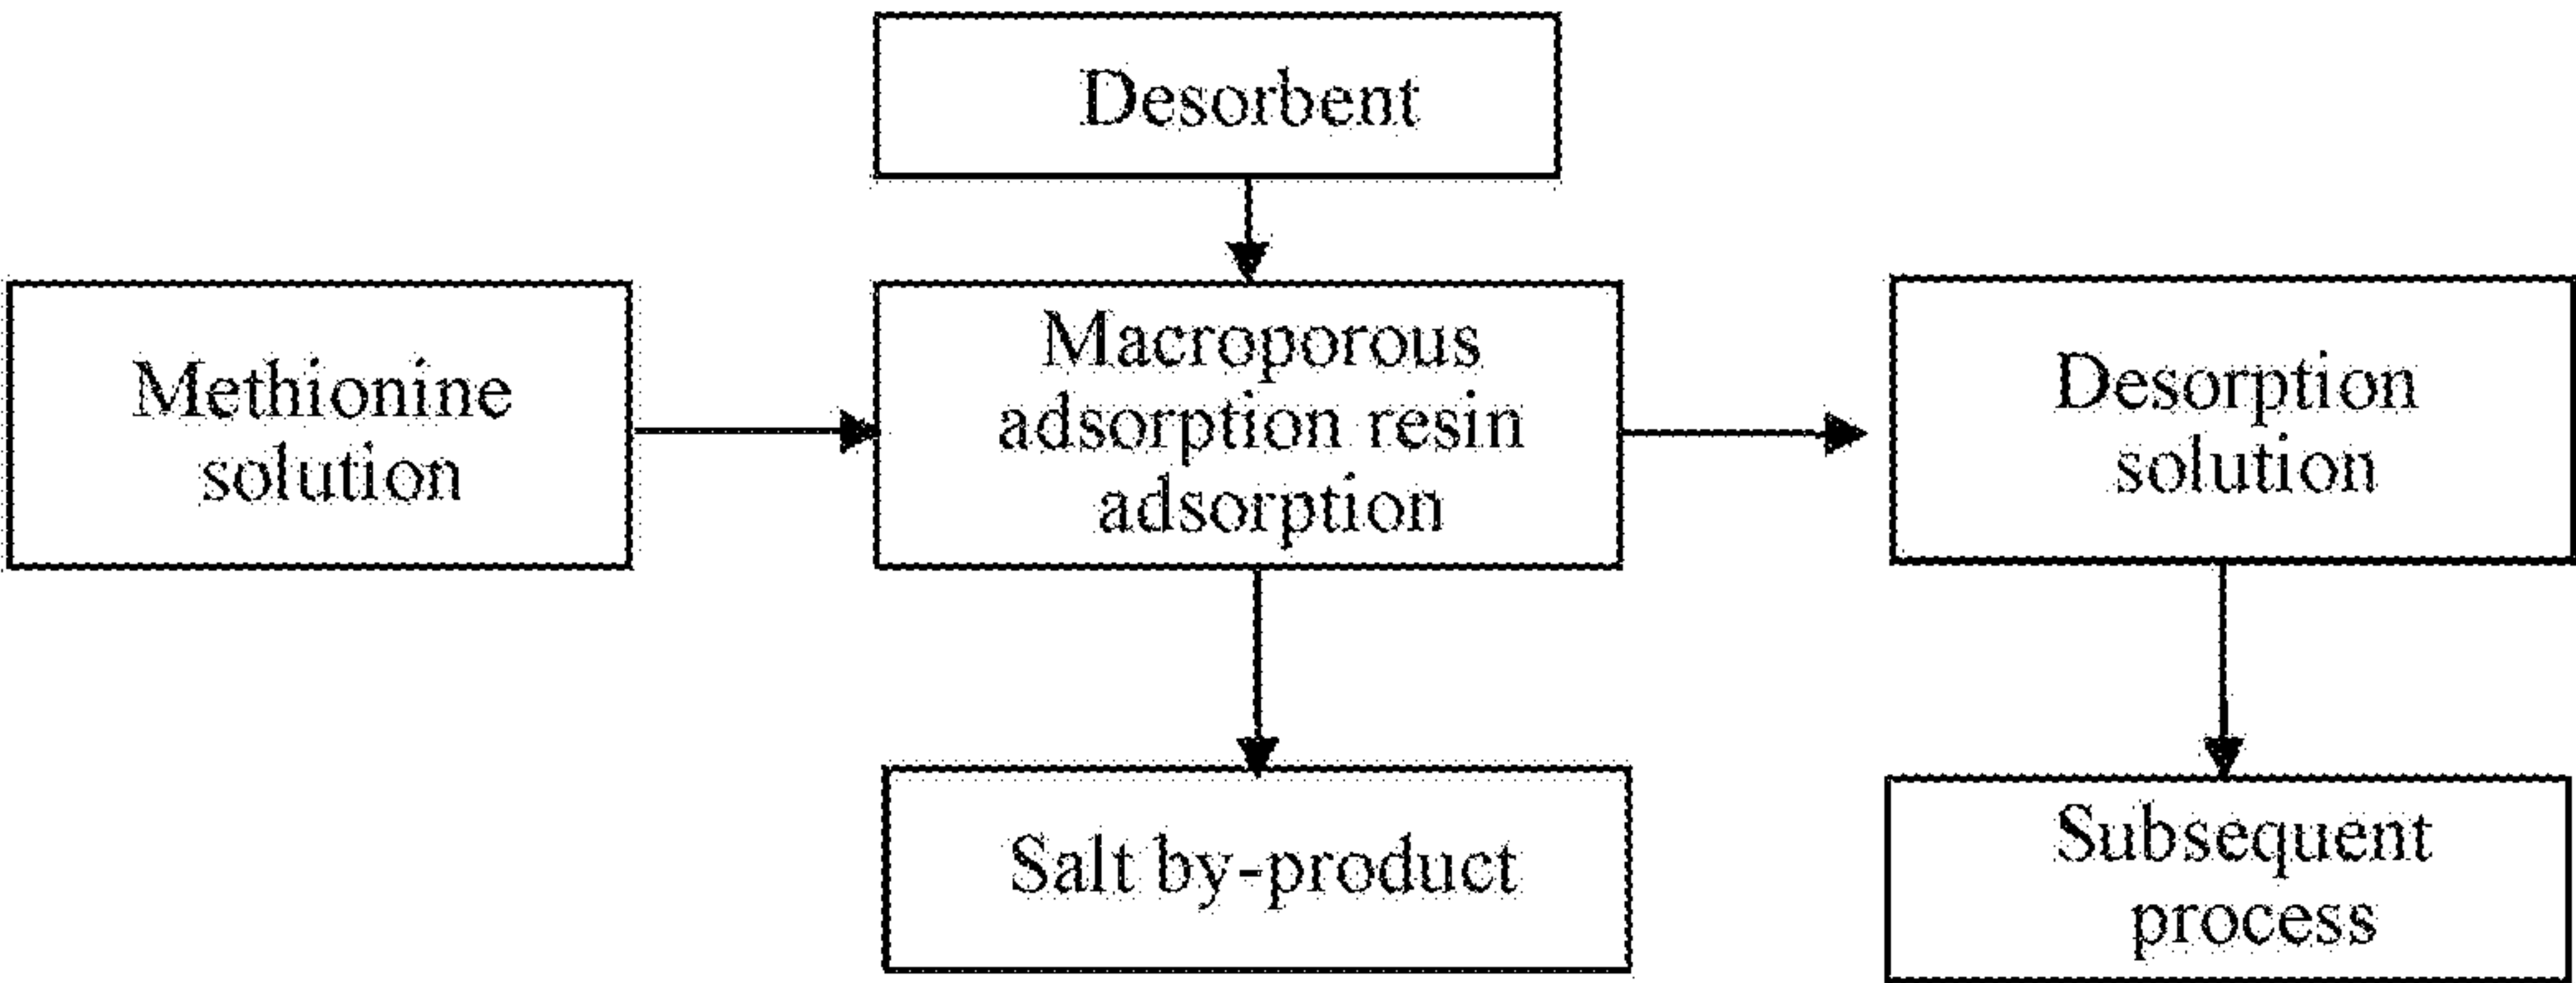 Desorbent
Methionine
solution
Macroporous
adsorption resin
adsorption
Desorption
solution
Salt by-product
Subsequent
process